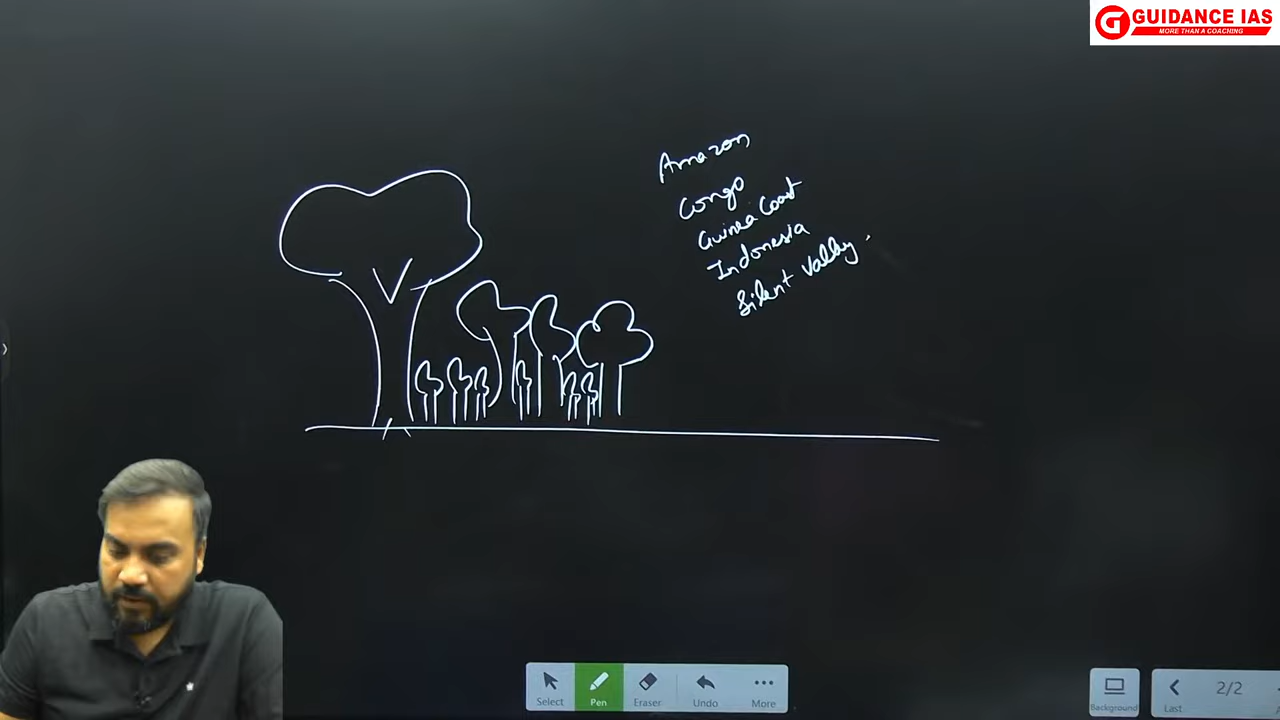 GUIDANCE IAS
MORE THAN A COACHING
Amazon
Congo
Guinea Coast
Indonesia
Silent Valley
Select
Pen
Eraser
Undo
More
Background
Last
2/2